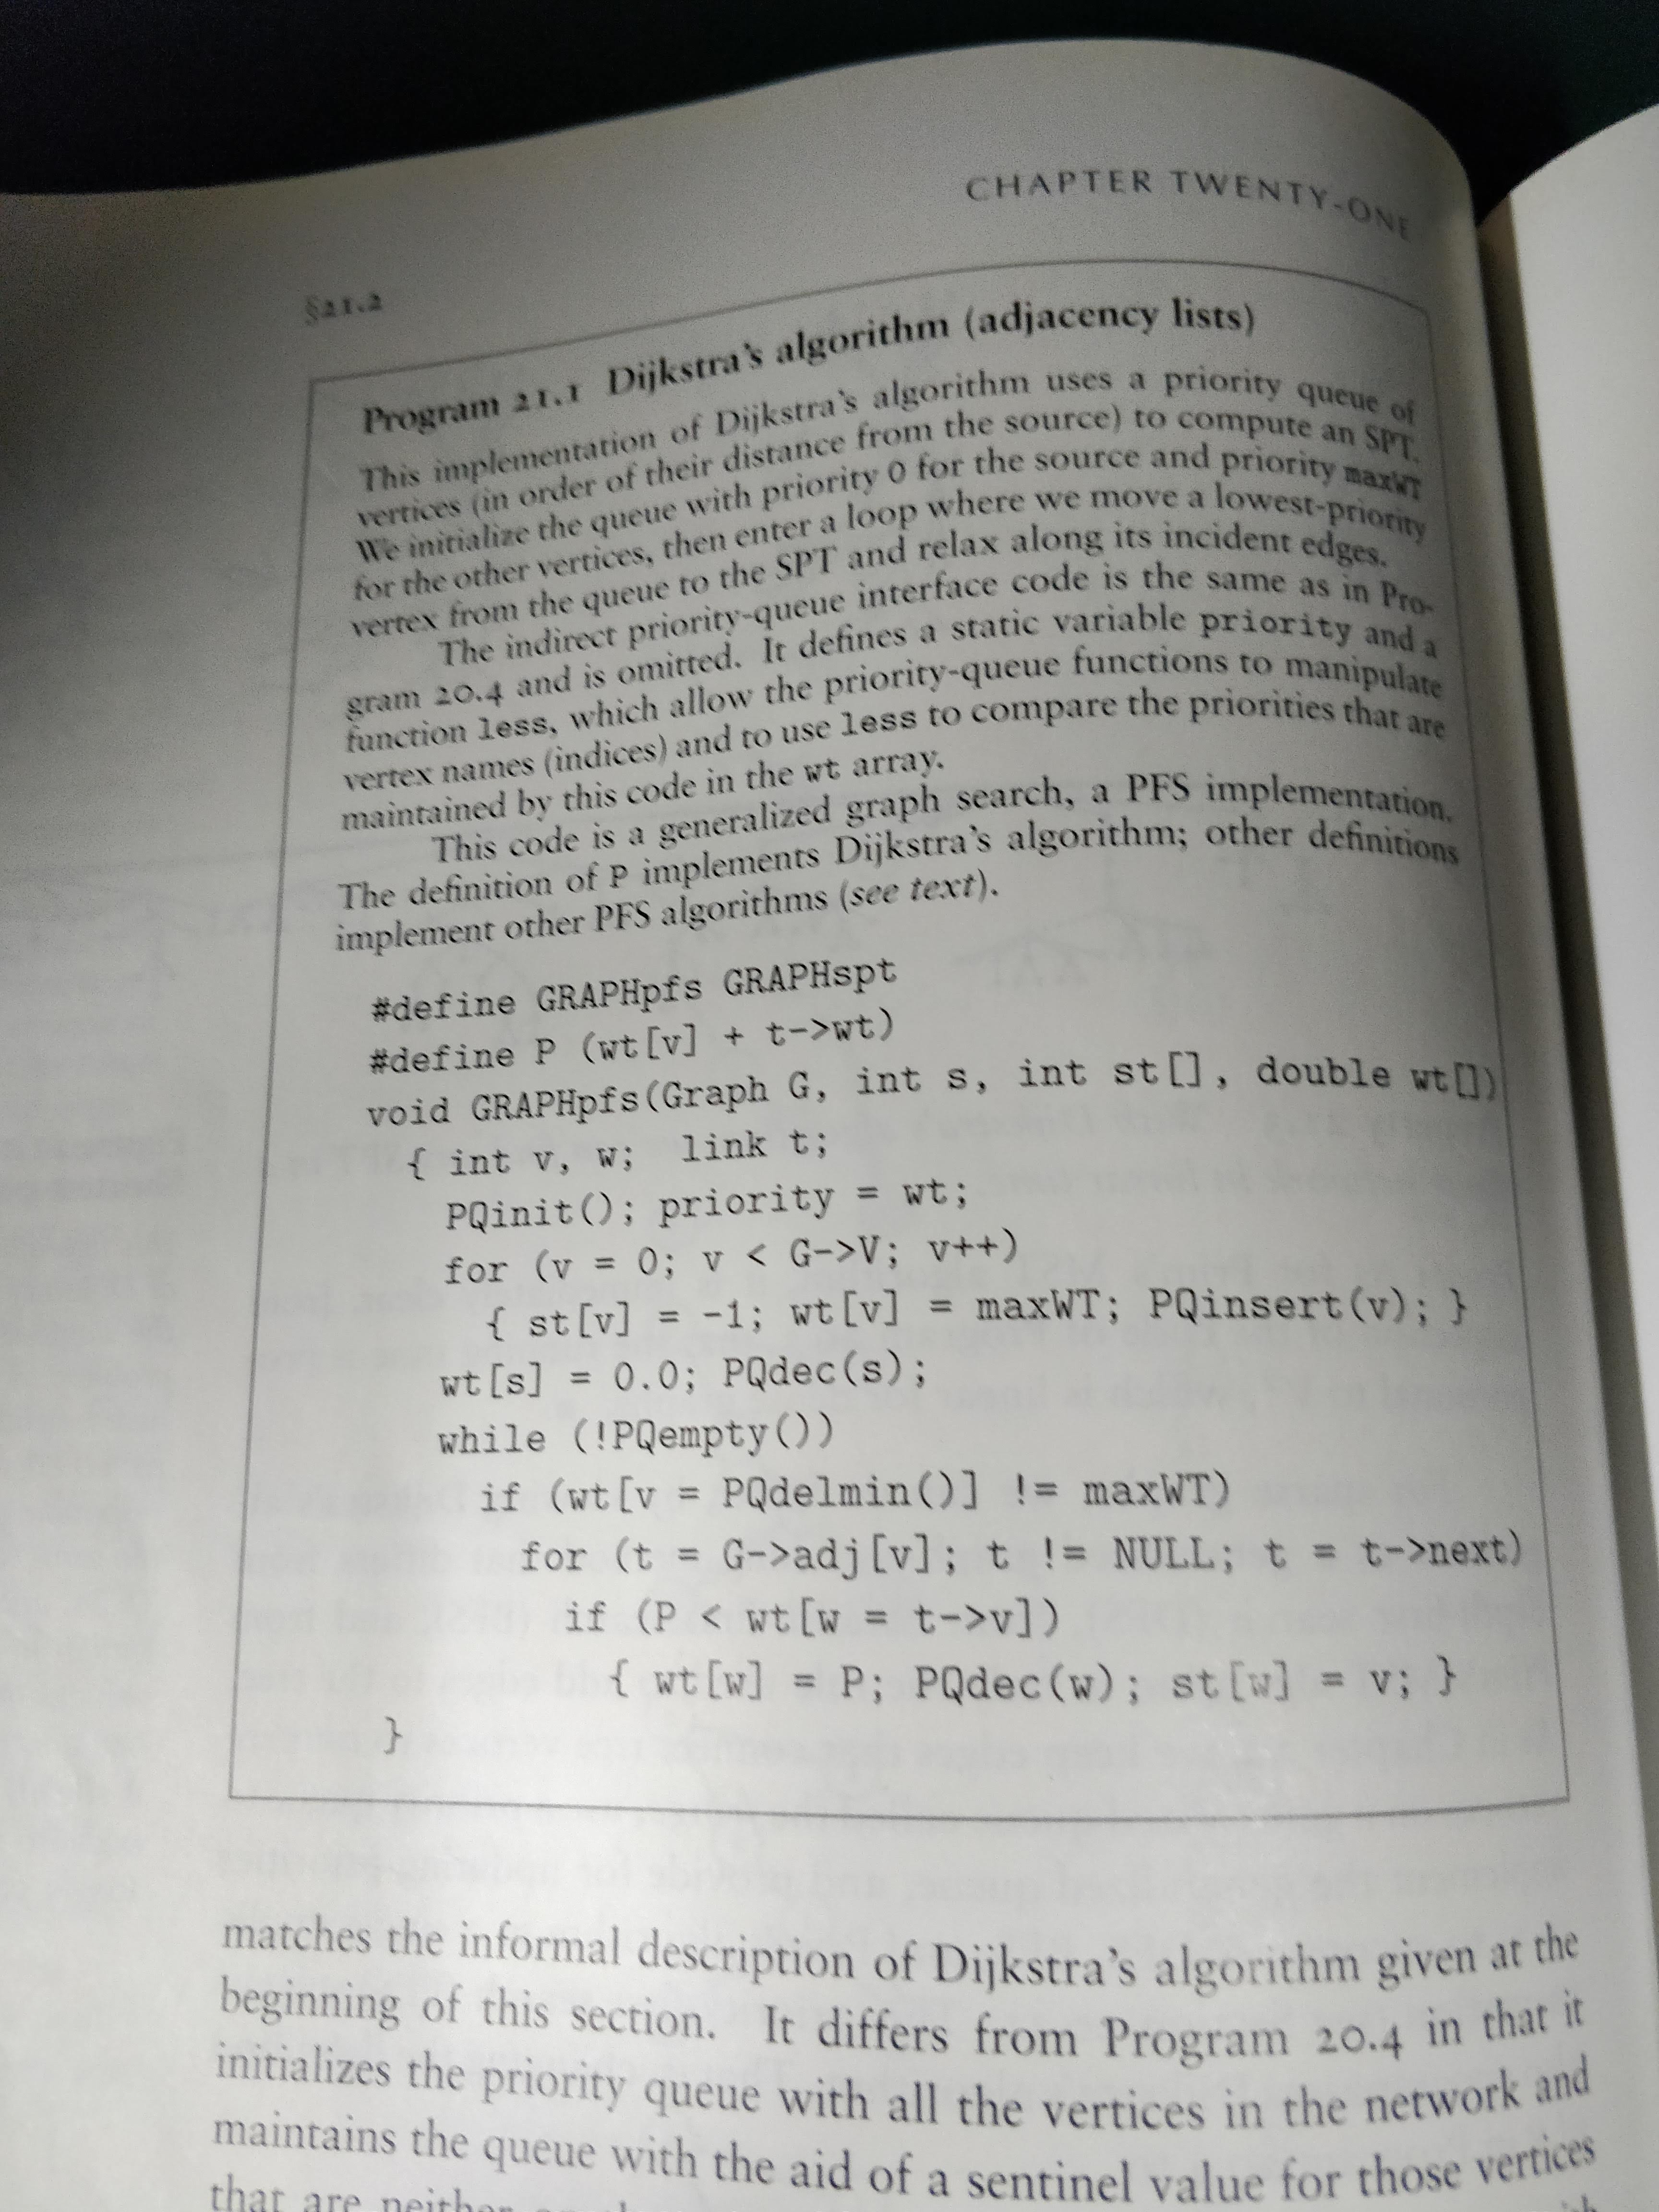 CHAPTER TWENTY-ONE
§21.2
Program 21.1 Dijkstra's algorithm (adjacency lists)
This implementation of Dijkstra's algorithm uses a priority queue of
vertices (in order of their distance from the source) to compute an SPT.
We initialize the queue with priority 0 for the source and priority maxWT
for the other vertices, then enter a loop where we move a lowest-priority
vertex from the queue to the SPT and relax along its incident edges.
The indirect priority-queue interface code is the same as in Pro-
gram 20.4 and is omitted. It defines a static variable priority and a
function less, which allow the priority-queue functions to manipulate
vertex names (indices) and to use less to compare the priorities that are
maintained by this code in the wt array.
This code is a generalized graph search, a PFS implementation.
The definition of P implements Dijkstra's algorithm; other definitions
implement other PFS algorithms (see text).
#define GRAPHpfs GRAPHspt
#define P (wt[v] + t->wt)
void GRAPHpfs(Graph G, int s, int st[], double wt[])
{ int v, w; link t;
PQinit(); priority = wt;
for (v = 0; v < G->V; v++)
{ st[v] = -1; wt[v] = maxWT; PQinsert(v); }
wt[s] = 0.0; PQdec(s);
while (!PQempty())
if (wt[v = PQdelmin()] != maxWT)
for (t = G->adj[v]; t != NULL; t = t->next)
if (P < wt[w = t->v])
{ wt[w] = P; PQdec(w); st[w] = v; }
}
matches the informal description of Dijkstra's algorithm given at the
beginning of this section. It differs from Program 20.4 in that it
initializes the priority queue with all the vertices in the network and
maintains the queue with the aid of a sentinel value for those vertices
that are neither